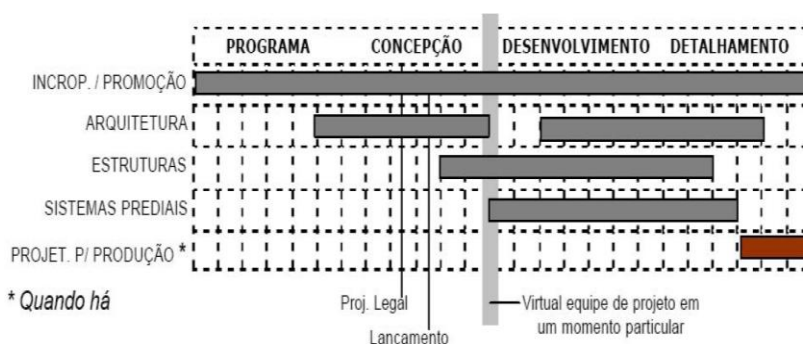 PROGRAMA CONCEPÇÃO DESENVOLVIMENTO DETALHAMENTO
INCROP. / PROMOÇÃO
ARQUITETURA
ESTRUTURAS
SISTEMAS PREDIAIS
PROJET. P/ PRODUÇÃO *
* Quando há
Proj. Legal
Lancamento
Virtual equipe de projeto em
um momento particular